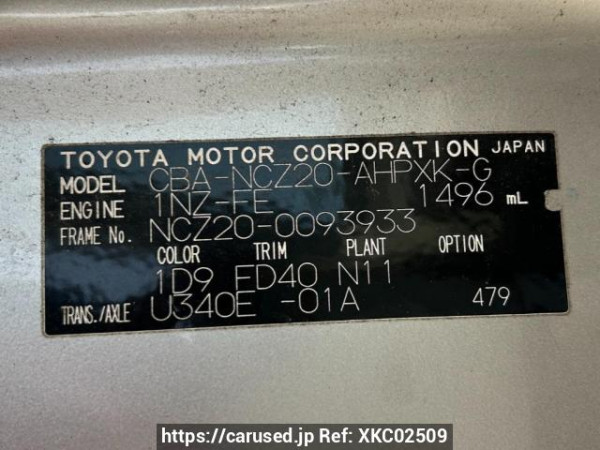 TOYOTA MOTOR CORPORATION JAPAN
MODEL CBA-NCZ20-AHPXK-G
ENGINE 1NZ-FE 1496 mL
FRAME No. NCZ20-0093933
COLOR TRIM PLANT OPTION
1D9 ED40 N11
TRANS./AXLE U340E -01A 479
https://carused.jp Ref: XKC02509